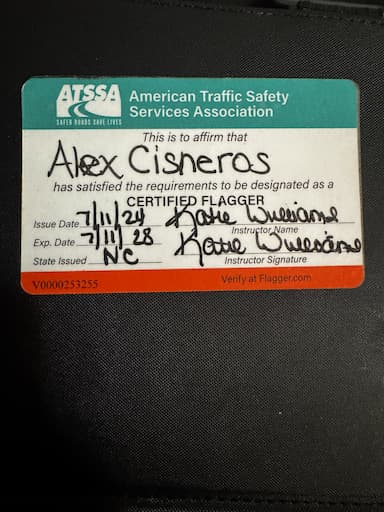 ATSSA
SAFER ROADS SAVE LIVES
American Traffic Safety
Services Association
This is to affirm that
Alex Cisneros
has satisfied the requirements to be designated as a
CERTIFIED FLAGGER
Issue Date 7/11/24 Katie Williams
Instructor Name
Exp. Date 7/11/28 Katie Williams
State Issued NC Instructor Signature
V0000253255 Verify at Flagger.com